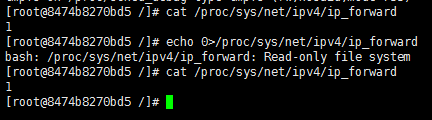 [root@8474b8270bd5 /]# cat /proc/sys/net/ipv4/ip_forward
1
[root@8474b8270bd5 /]# echo 0>/proc/sys/net/ipv4/ip_forward
bash: /proc/sys/net/ipv4/ip_forward: Read-only file system
[root@8474b8270bd5 /]# cat /proc/sys/net/ipv4/ip_forward
1
[root@8474b8270bd5 /]#